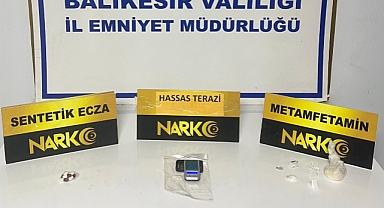 BALIKESİR VALİLİĞİ
İL EMNİYET MÜDÜRLÜĞÜ
SENTETİK ECZA
NARKO
HASSAS TERAZİ
NARKO
METAMFETAMİN
NARKO